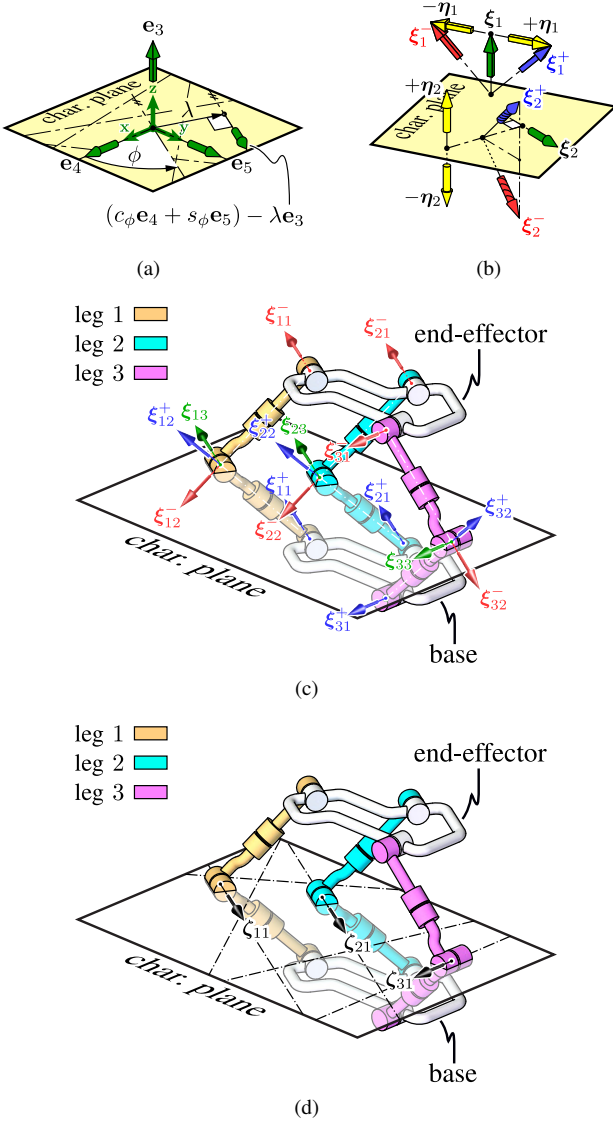 e₃
char. plane
z
λ
x
y
e₄
ϕ
e₅
(c_ϕe₄ + s_ϕe₅) − λe₃
(a)
−η₁
ξ₁
+η₁
ξ₁⁻
ξ₁⁺
+η₂
ξ₂⁺
char. plane
ξ₂
−η₂
ξ₂⁻
(b)
leg 1
leg 2
leg 3
ξ₁₁⁻
ξ₂₁⁻
end-effector
ξ₁₂⁺
ξ₁₃
ξ₂₂⁺
ξ₂₃
ξ₃₁⁻
ξ₁₁⁺
ξ₂₁⁺
ξ₃₂⁺
ξ₁₂⁻
ξ₂₂⁻
ξ₃₃
char. plane
ξ₃₁⁺
ξ₃₂⁻
base
(c)
leg 1
leg 2
leg 3
end-effector
ζ₁₁
ζ₂₁
ζ₃₁
char. plane
base
(d)